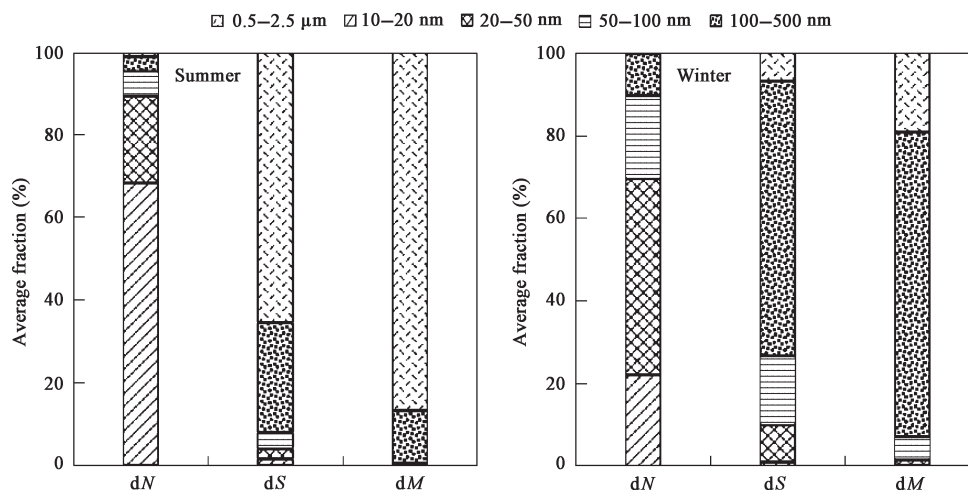 0.5–2.5 μm 10–20 nm 20–50 nm 50–100 nm 100–500 nm
100
80
60
40
20
0
Average fraction (%)
Summer
dN
dS
dM
100
80
60
40
20
0
Average fraction (%)
Winter
dN
dS
dM